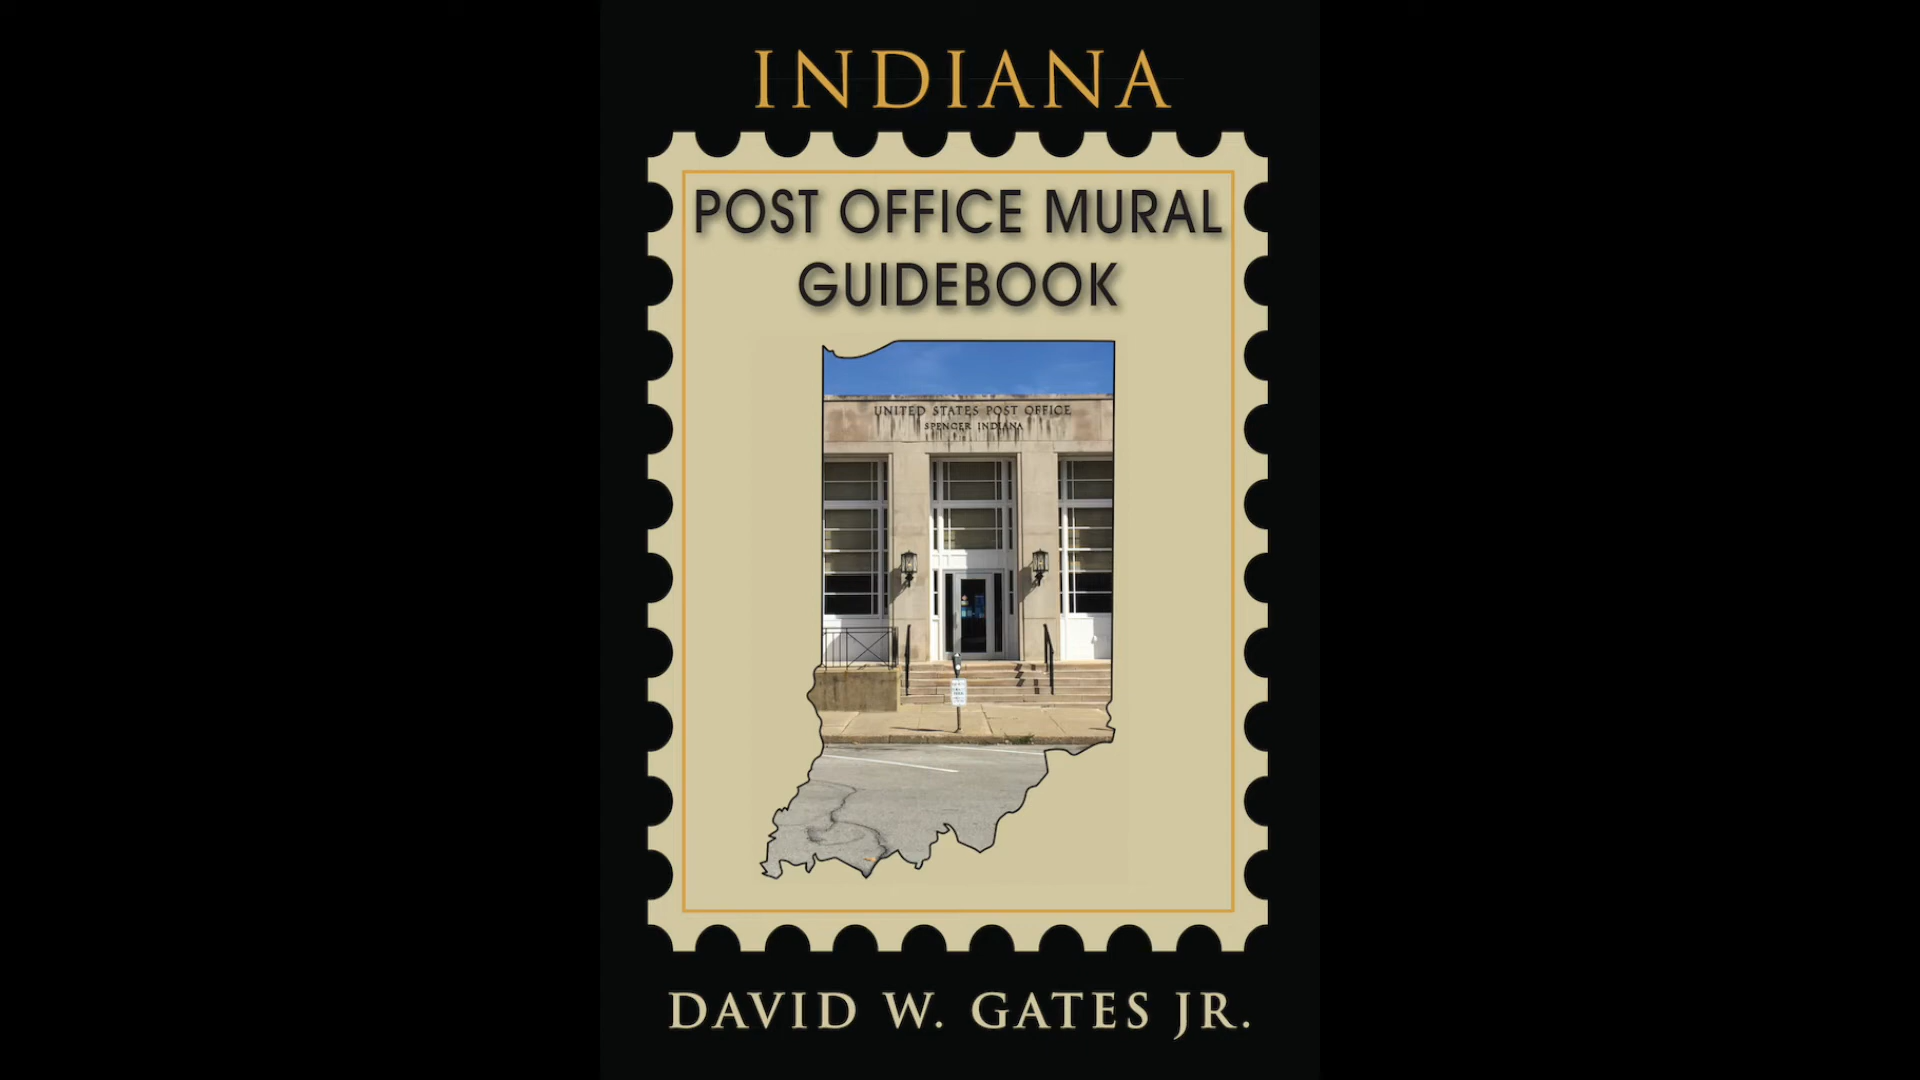 INDIANA
POST OFFICE MURAL
GUIDEBOOK
UNITED STATES POST OFFICE
SPENCER INDIANA
DAVID W. GATES JR.